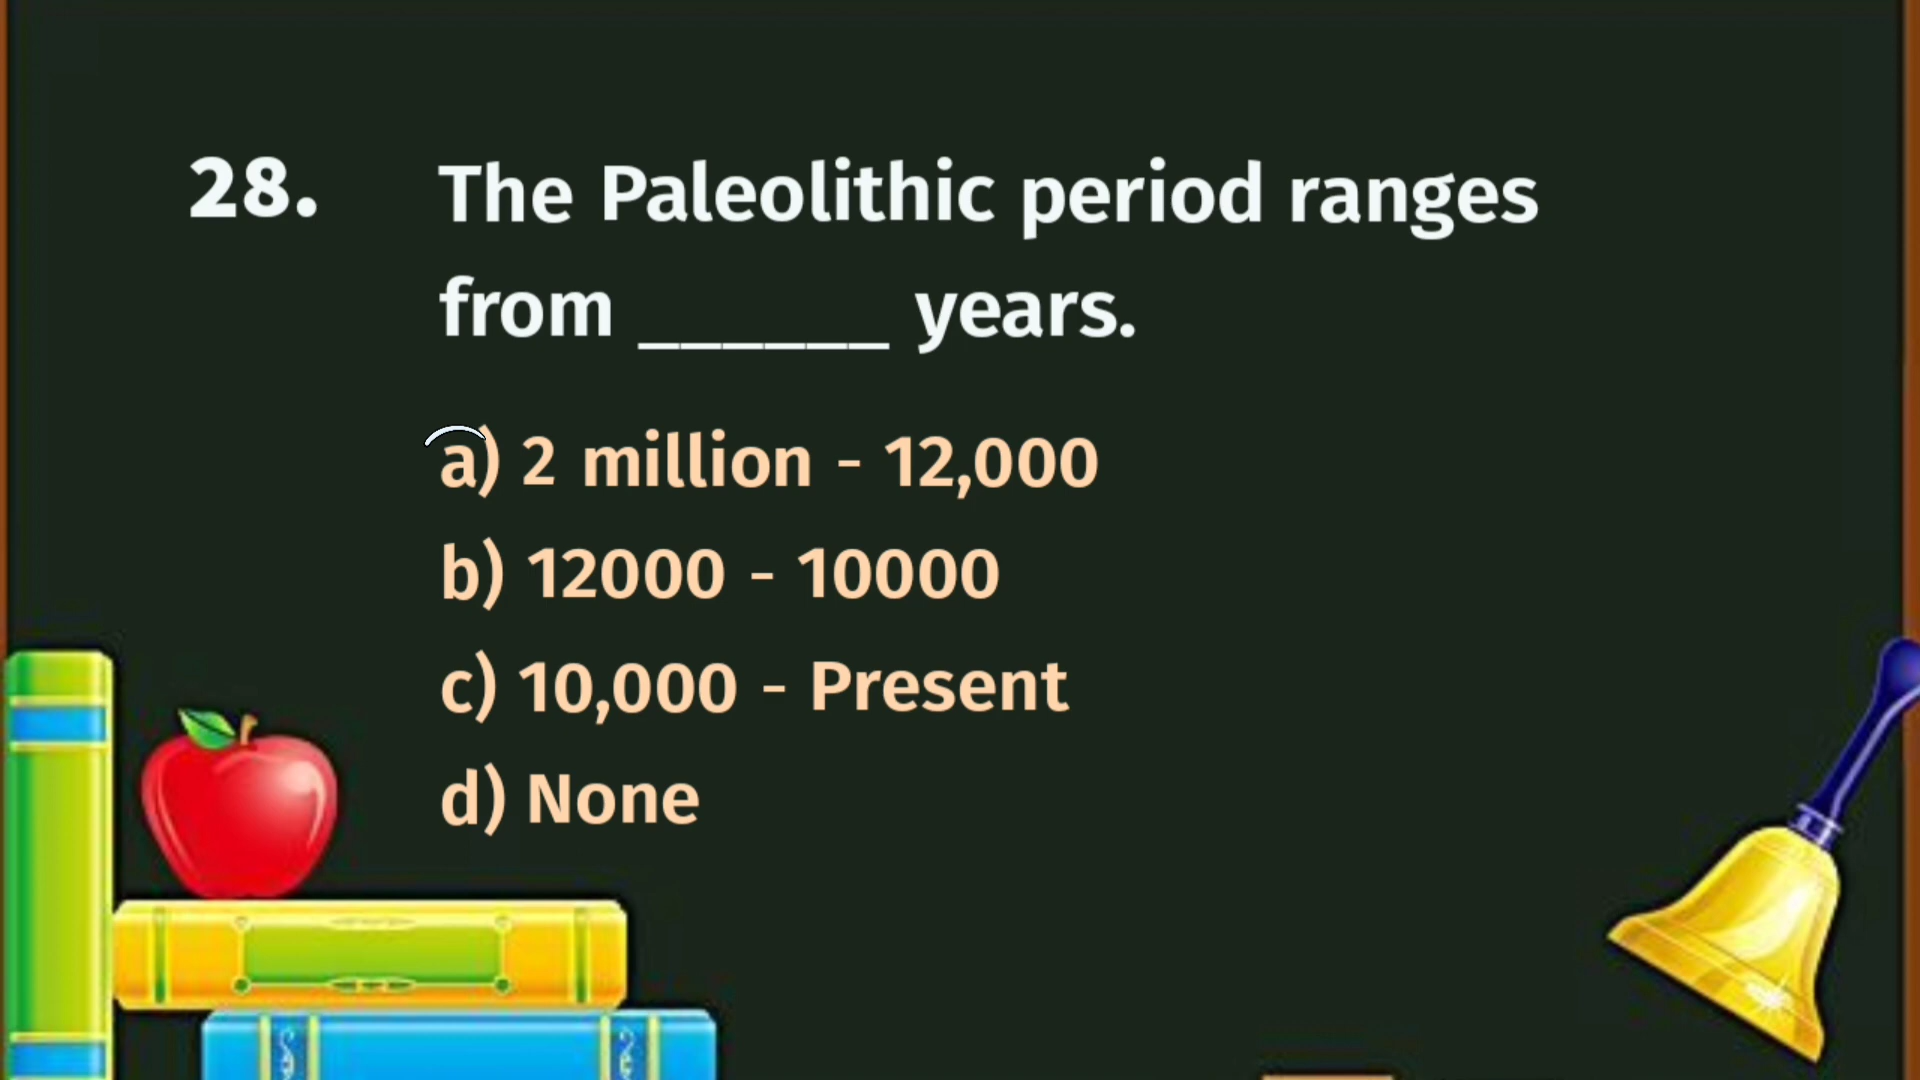 28. The Paleolithic period ranges
from ______ years.
a) 2 million - 12,000
b) 12000 - 10000
c) 10,000 - Present
d) None